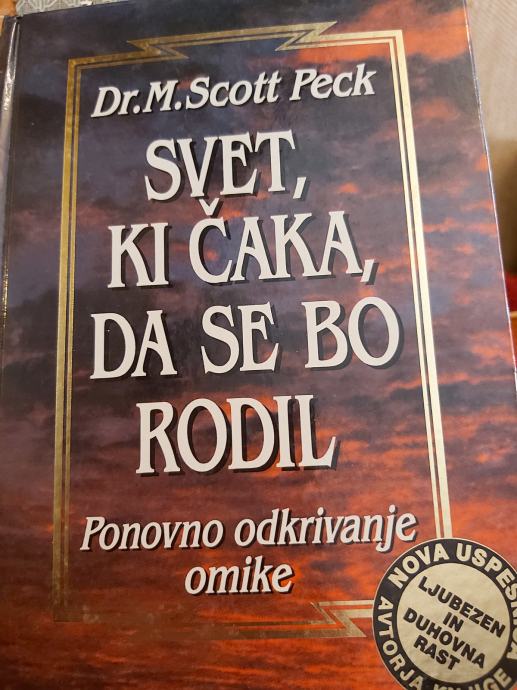 Dr. M. Scott Peck
SVET,
KI ČAKA,
DA SE BO
RODIL
Ponovno odkrivanje
omike
NOVA
AVTORJA
LJUBEZEN
IN
DUHOVNA
RAST